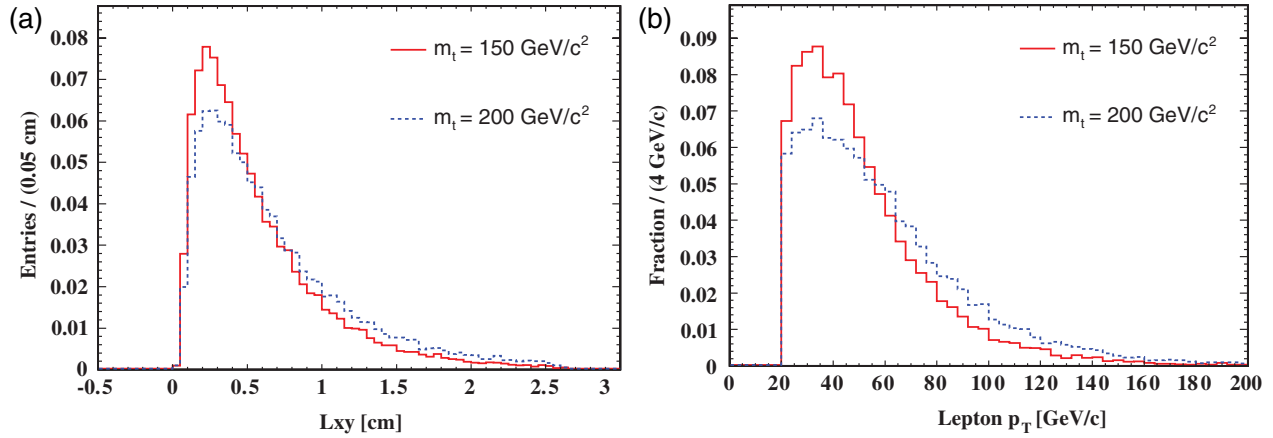 (a)
Entries / (0.05 cm)
0.08
0.07
0.06
0.05
0.04
0.03
0.02
0.01
0
-0.5 0 0.5 1 1.5 2 2.5 3
Lxy [cm]
m_t = 150 GeV/c²
m_t = 200 GeV/c²
(b)
Fraction / (4 GeV/c)
0.09
0.08
0.07
0.06
0.05
0.04
0.03
0.02
0.01
0
0 20 40 60 80 100 120 140 160 180 200
Lepton p_T [GeV/c]
m_t = 150 GeV/c²
m_t = 200 GeV/c²